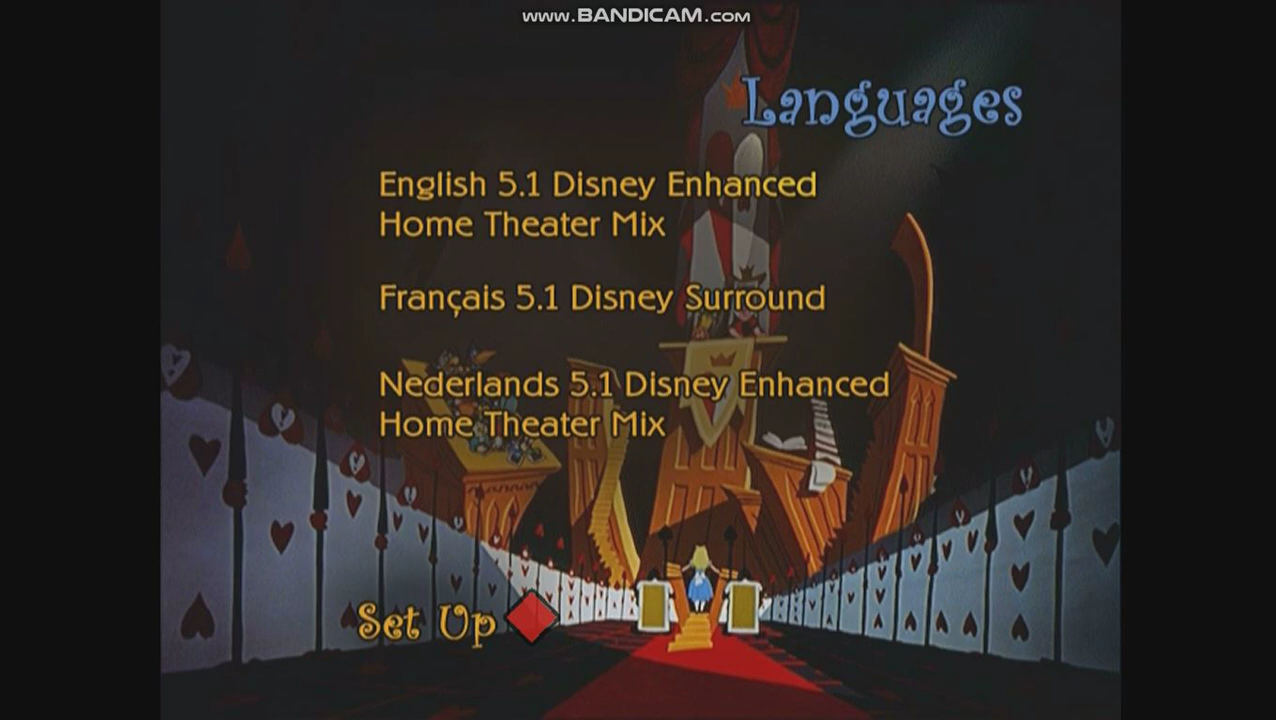 www.BANDICAM.com
Languages
English 5.1 Disney Enhanced
Home Theater Mix
Français 5.1 Disney Surround
Nederlands 5.1 Disney Enhanced
Home Theater Mix
Set Up